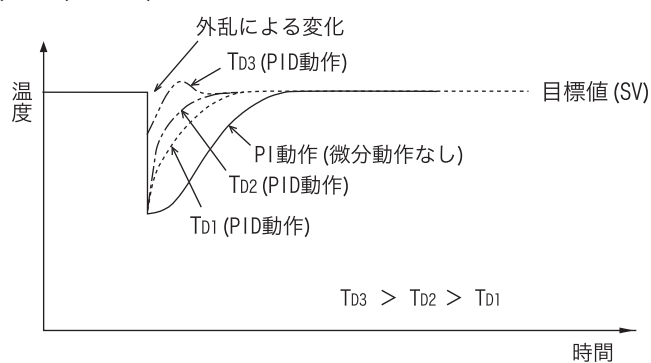 外乱による変化
TD3 (PID動作)
温度
目標値 (SV)
PI動作 (微分動作なし)
TD2 (PID動作)
TD1 (PID動作)
TD3 > TD2 > TD1
時間